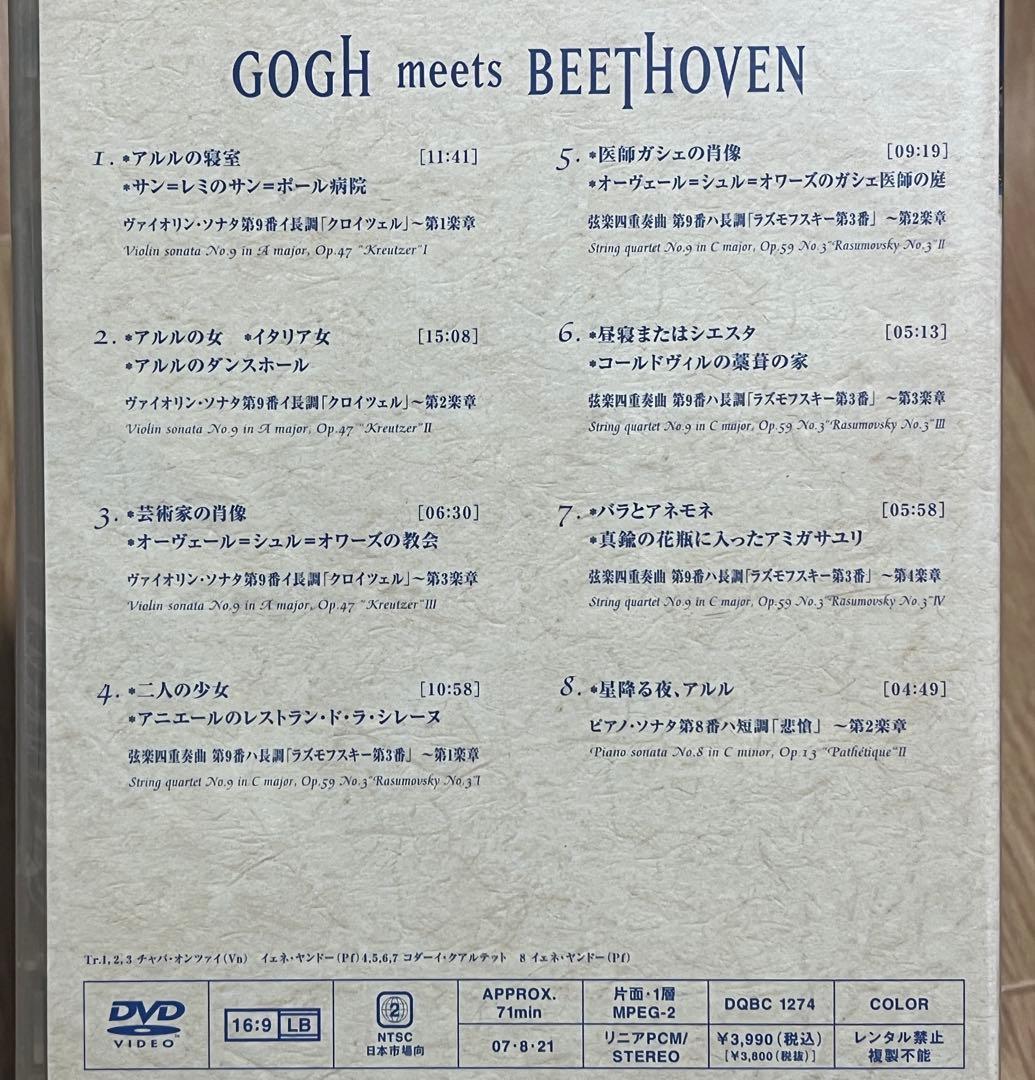 GOGH meets BEETHOVEN
1. *アルルの寝室 [11:41]
*サン=レミのサン=ポール病院
ヴァイオリン・ソナタ第9番イ長調「クロイツェル」～第1楽章
Violin sonata No.9 in A major, Op.47 "Kreutzer" I
2. *アルルの女 *イタリア女 [15:08]
*アルルのダンスホール
ヴァイオリン・ソナタ第9番イ長調「クロイツェル」～第2楽章
Violin sonata No.9 in A major, Op.47 "Kreutzer" II
3. *芸術家の肖像 [06:30]
*オーヴェール=シュル=オワーズの教会
ヴァイオリン・ソナタ第9番イ長調「クロイツェル」～第3楽章
Violin sonata No.9 in A major, Op.47 "Kreutzer" III
4. *二人の少女 [10:58]
*アニエールのレストラン・ド・ラ・シレーヌ
弦楽四重奏曲 第9番ハ長調「ラズモフスキー第3番」～第1楽章
String quartet No.9 in C major, Op.59 No.3 "Rasumovsky No.3" I
5. *医師ガシェの肖像 [09:19]
*オーヴェール=シュル=オワーズのガシェ医師の庭
弦楽四重奏曲 第9番ハ長調「ラズモフスキー第3番」～第2楽章
String quartet No.9 in C major, Op.59 No.3 "Rasumovsky No.3" II
6. *昼寝またはシエスタ [05:13]
*コールドヴィルの藁葺の家
弦楽四重奏曲 第9番ハ長調「ラズモフスキー第3番」～第3楽章
String quartet No.9 in C major, Op.59 No.3 "Rasumovsky No.3" III
7. *バラとアネモネ [05:58]
*真鍮の花瓶に入ったアミガサユリ
弦楽四重奏曲 第9番ハ長調「ラズモフスキー第3番」～第4楽章
String quartet No.9 in C major, Op.59 No.3 "Rasumovsky No.3" IV
8. *星降る夜、アルル [04:49]
ピアノ・ソナタ第8番ハ短調「悲愴」～第2楽章
Piano sonata No.8 in C minor, Op.13 "Pathétique" II
Tr.1,2,3 チャバ・オンツァイ(Vn) イェネ・ヤンドー(Pf) 4,5,6,7 コダーイ・クアルテット 8 イェネ・ヤンドー(Pf)
DVD VIDEO™
16:9 LB
2 NTSC 日本市場向
APPROX. 71min
07・8・21
片面・1層 MPEG-2
リニアPCM/ STEREO
DQBC 1274
¥3,990(税込)
[¥3,800(税抜)]
COLOR
レンタル禁止
複製不能